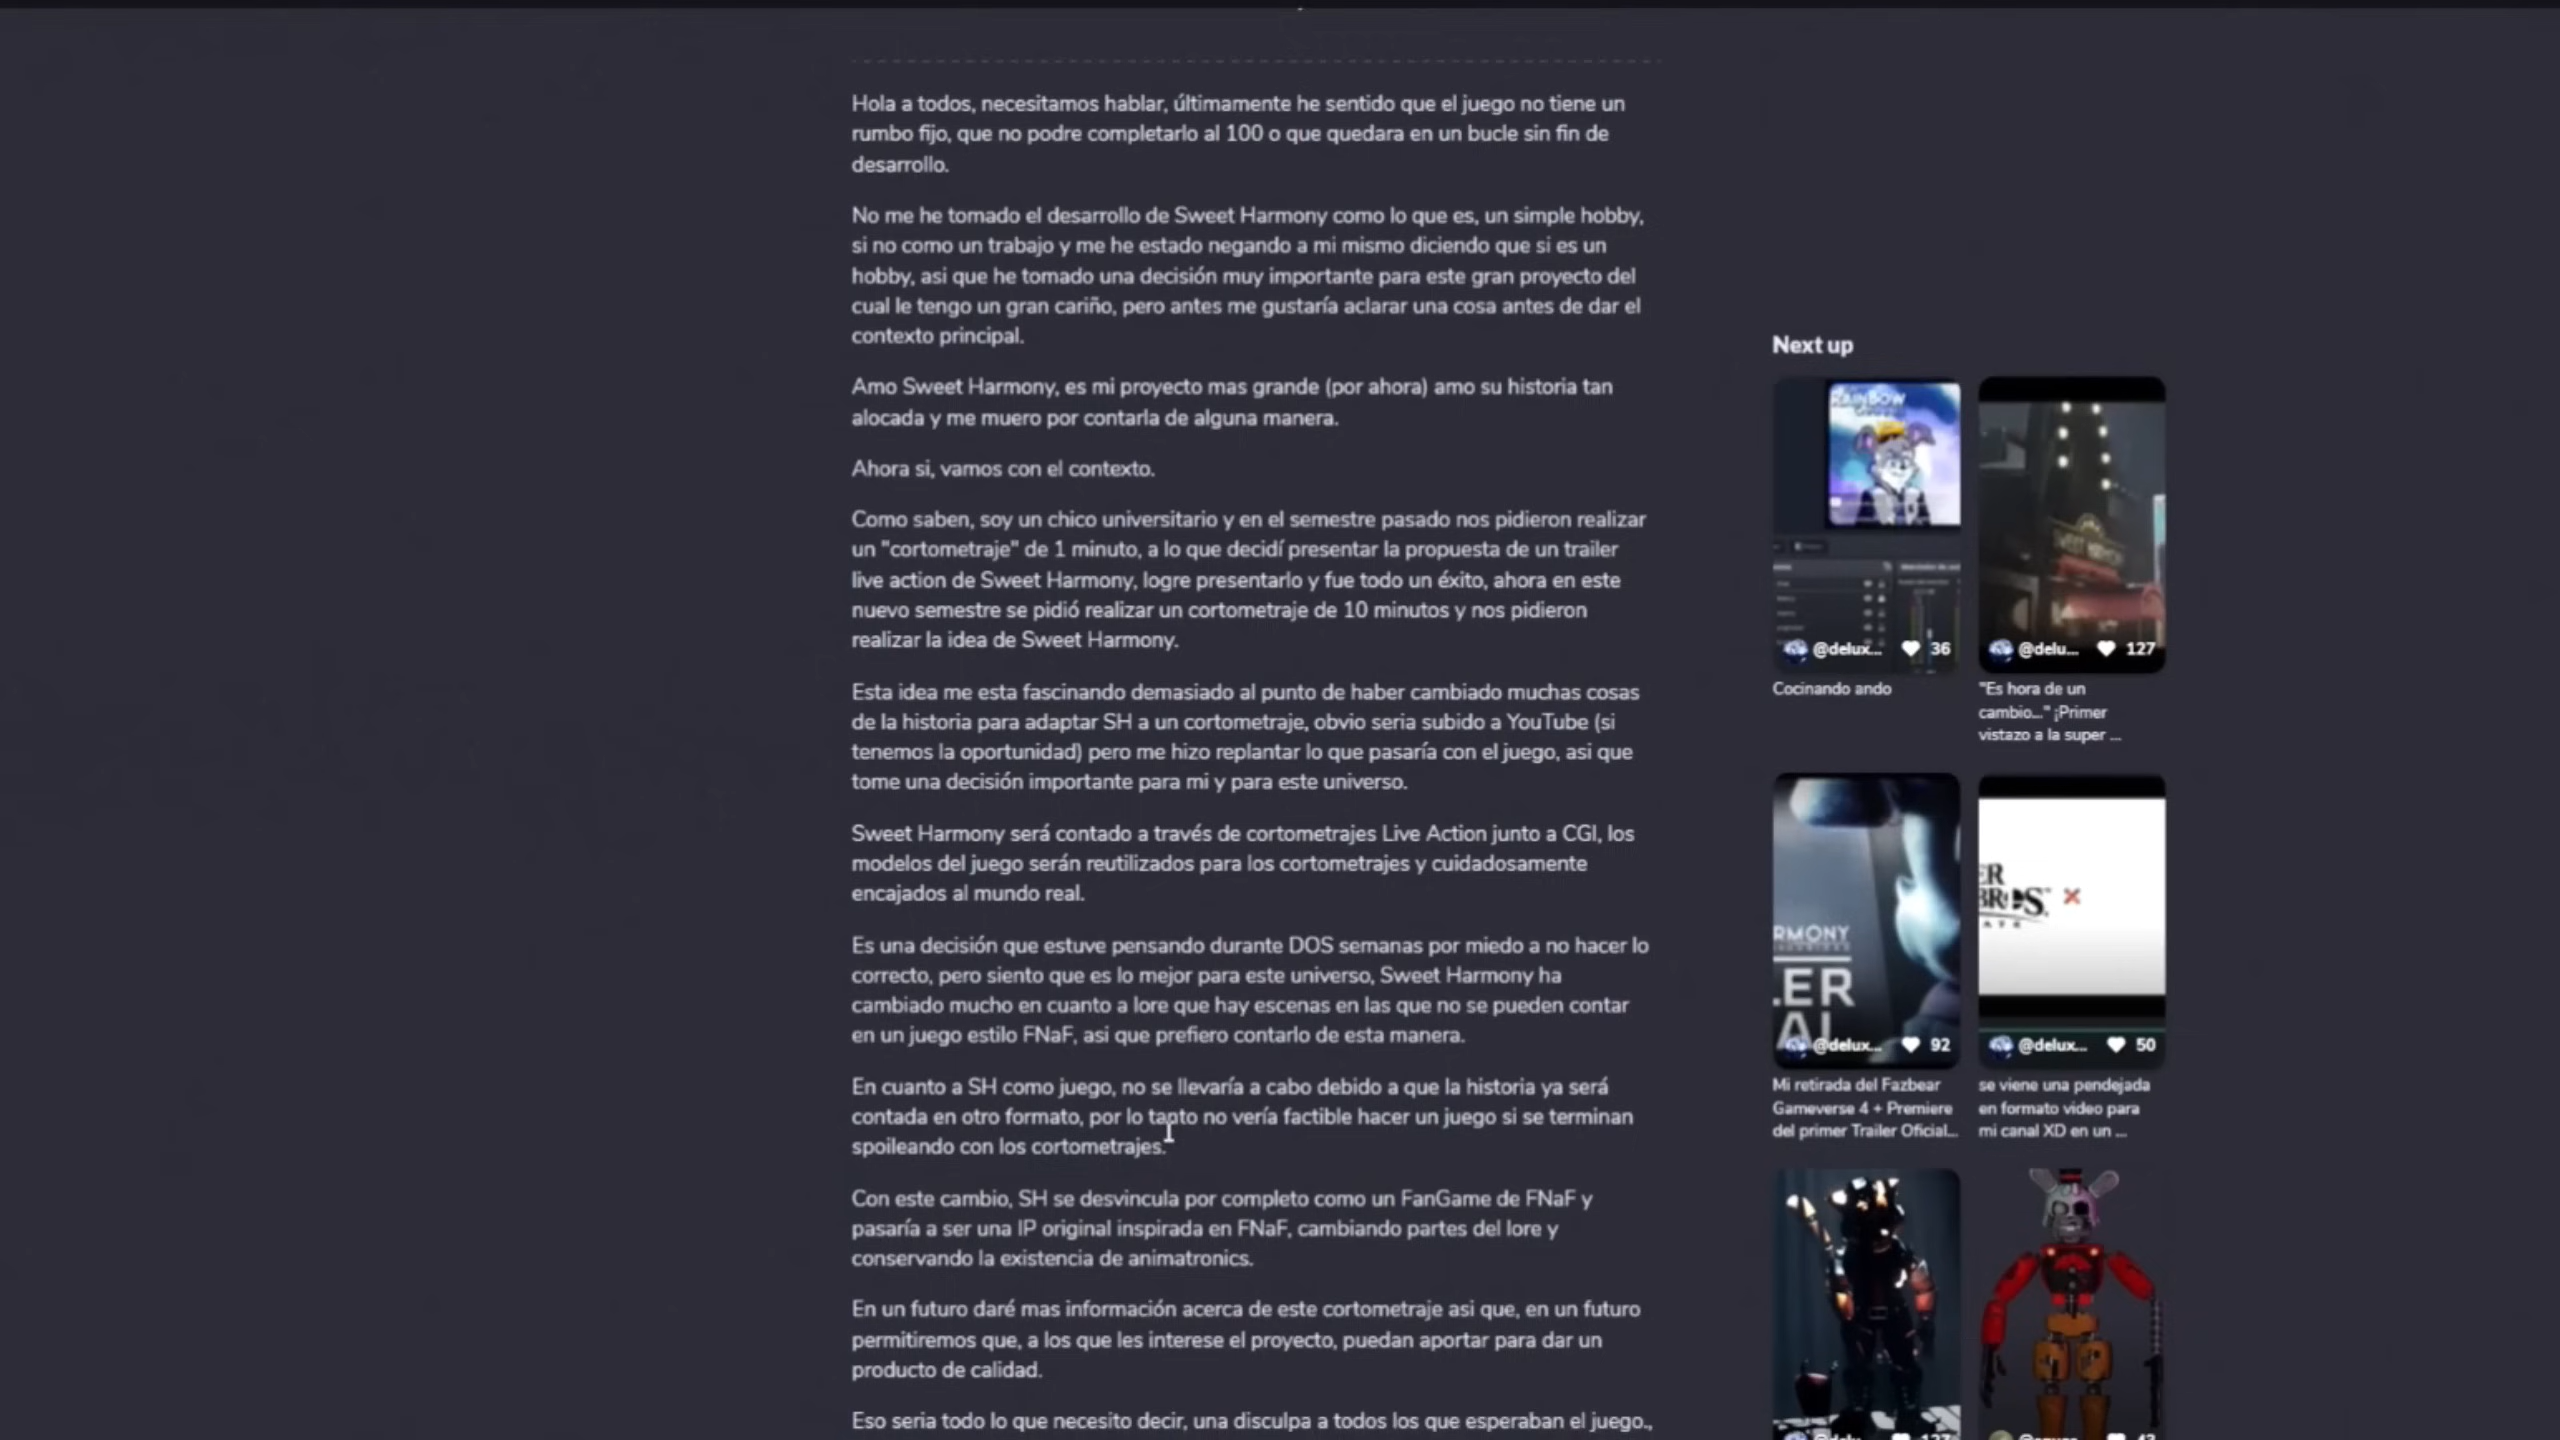 Hola a todos, necesitamos hablar, últimamente he sentido que el juego no tiene un
rumbo fijo, que no podre completarlo al 100 o que quedara en un bucle sin fin de
desarrollo.
No me he tomado el desarrollo de Sweet Harmony como lo que es, un simple hobby,
si no como un trabajo y me he estado negando a mi mismo diciendo que si es un
hobby, asi que he tomado una decisión muy importante para este gran proyecto del
cual le tengo un gran cariño, pero antes me gustaría aclarar una cosa antes de dar el
contexto principal.
Amo Sweet Harmony, es mi proyecto mas grande (por ahora) amo su historia tan
alocada y me muero por contarla de alguna manera.
Ahora si, vamos con el contexto.
Como saben, soy un chico universitario y en el semestre pasado nos pidieron realizar
un "cortometraje" de 1 minuto, a lo que decidí presentar la propuesta de un trailer
live action de Sweet Harmony, logre presentarlo y fue todo un éxito, ahora en este
nuevo semestre se pidió realizar un cortometraje de 10 minutos y nos pidieron
realizar la idea de Sweet Harmony.
Esta idea me esta fascinando demasiado al punto de haber cambiado muchas cosas
de la historia para adaptar SH a un cortometraje, obvio seria subido a YouTube (si
tenemos la oportunidad) pero me hizo replantar lo que pasaría con el juego, asi que
tome una decisión importante para mi y para este universo.
Sweet Harmony será contado a través de cortometrajes Live Action junto a CGI, los
modelos del juego serán reutilizados para los cortometrajes y cuidadosamente
encajados al mundo real.
Es una decisión que estuve pensando durante DOS semanas por miedo a no hacer lo
correcto, pero siento que es lo mejor para este universo, Sweet Harmony ha
cambiado mucho en cuanto a lore que hay escenas en las que no se pueden contar
en un juego estilo FNaF, asi que prefiero contarlo de esta manera.
En cuanto a SH como juego, no se llevaría a cabo debido a que la historia ya será
contada en otro formato, por lo tanto no vería factible hacer un juego si se terminan
spoileando con los cortometrajes.
Con este cambio, SH se desvincula por completo como un FanGame de FNaF y
pasaría a ser una IP original inspirada en FNaF, cambiando partes del lore y
conservando la existencia de animatronics.
En un futuro daré mas información acerca de este cortometraje asi que, en un futuro
permitiremos que, a los que les interese el proyecto, puedan aportar para dar un
producto de calidad.
Eso seria todo lo que necesito decir, una disculpa a todos los que esperaban el juego.,
Next up
RAINBOW
@delux... 36
Cocinando ando
SWEET HARMONY
@delu... 127
"Es hora de un
cambio..." ¡Primer
vistazo a la super ...
RMONY
.ER
AL
@delux... 92
Mi retirada del Fazbear
Gameverse 4 + Premiere
del primer Trailer Oficial...
ER
BROS.
ATE
@delux... 50
se viene una pendejada
en formato video para
mi canal XD en un ...
@delu... 127
43